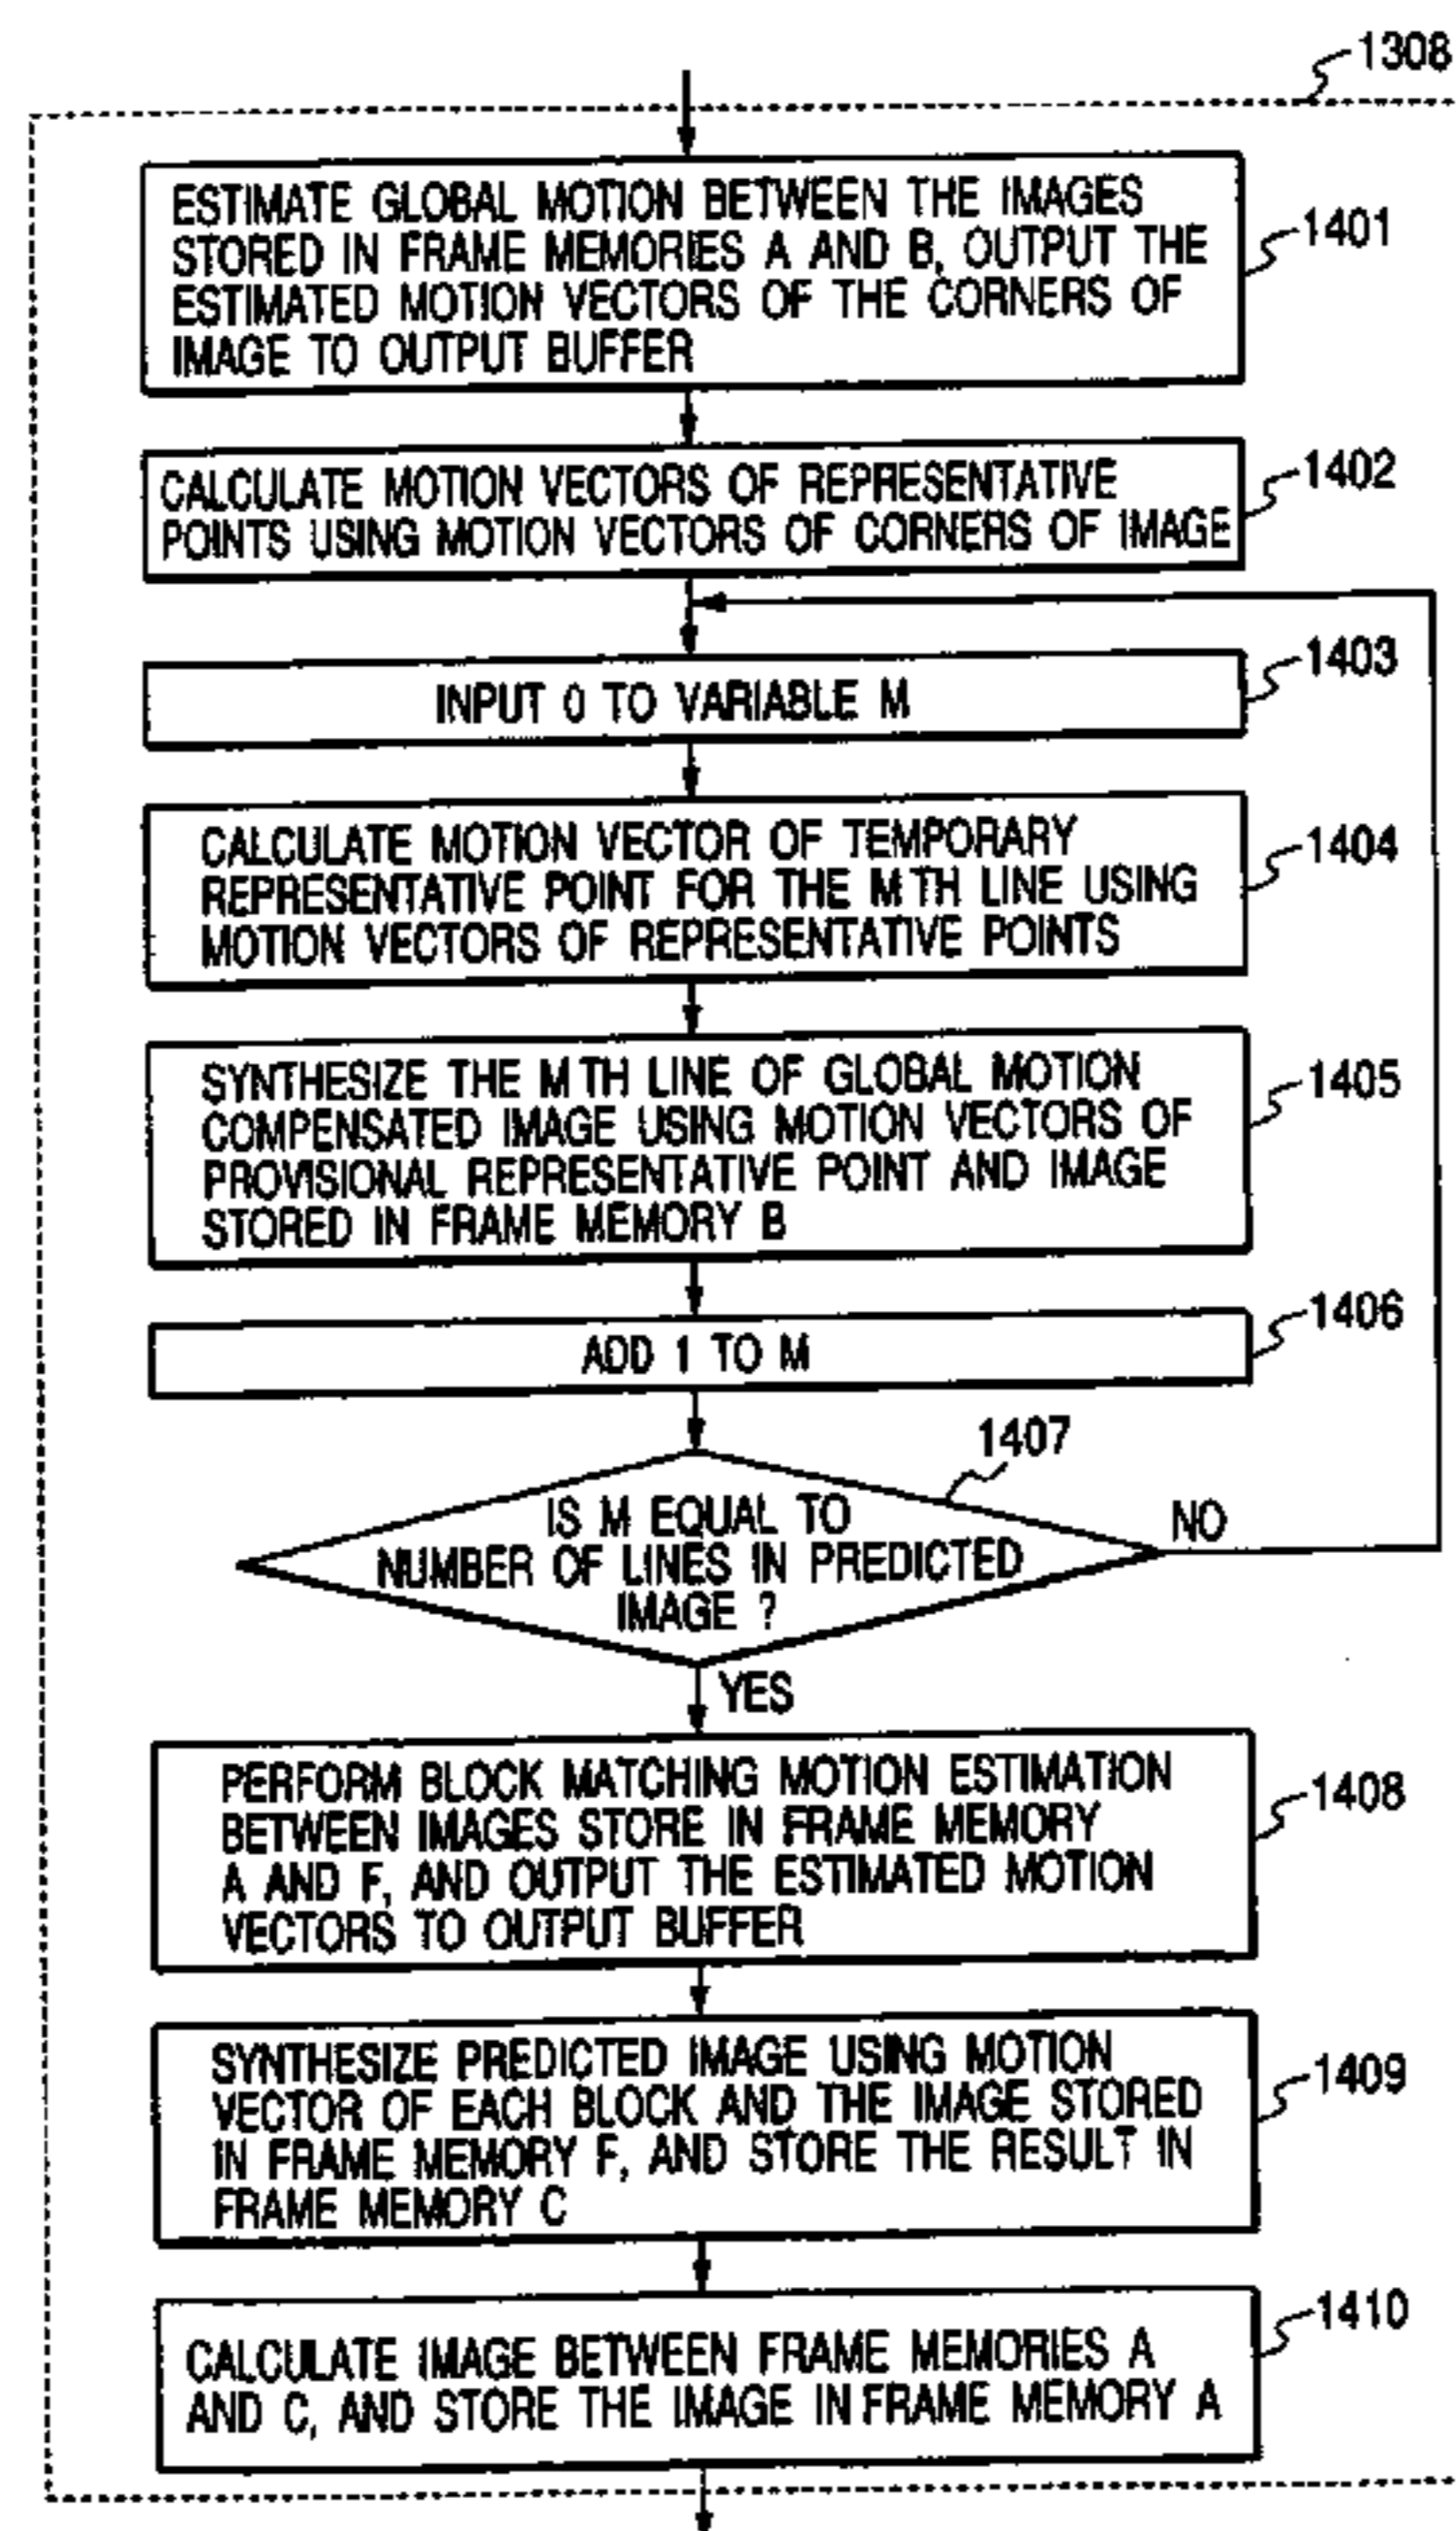 1308
ESTIMATE GLOBAL MOTION BETWEEN THE IMAGES
STORED IN FRAME MEMORIES A AND B, OUTPUT THE
ESTIMATED MOTION VECTORS OF THE CORNERS OF
IMAGE TO OUTPUT BUFFER
1401
CALCULATE MOTION VECTORS OF REPRESENTATIVE
POINTS USING MOTION VECTORS OF CORNERS OF IMAGE
1402
INPUT 0 TO VARIABLE M
1403
CALCULATE MOTION VECTOR OF TEMPORARY
REPRESENTATIVE POINT FOR THE M TH LINE USING
MOTION VECTORS OF REPRESENTATIVE POINTS
1404
SYNTHESIZE THE M TH LINE OF GLOBAL MOTION
COMPENSATED IMAGE USING MOTION VECTORS OF
PROVISIONAL REPRESENTATIVE POINT AND IMAGE
STORED IN FRAME MEMORY B
1405
ADD 1 TO M
1406
1407
IS M EQUAL TO
NUMBER OF LINES IN PREDICTED
IMAGE ?
NO
YES
PERFORM BLOCK MATCHING MOTION ESTIMATION
BETWEEN IMAGES STORE IN FRAME MEMORY
A AND F, AND OUTPUT THE ESTIMATED MOTION
VECTORS TO OUTPUT BUFFER
1408
SYNTHESIZE PREDICTED IMAGE USING MOTION
VECTOR OF EACH BLOCK AND THE IMAGE STORED
IN FRAME MEMORY F, AND STORE THE RESULT IN
FRAME MEMORY C
1409
CALCULATE IMAGE BETWEEN FRAME MEMORIES A
AND C, AND STORE THE IMAGE IN FRAME MEMORY A
1410